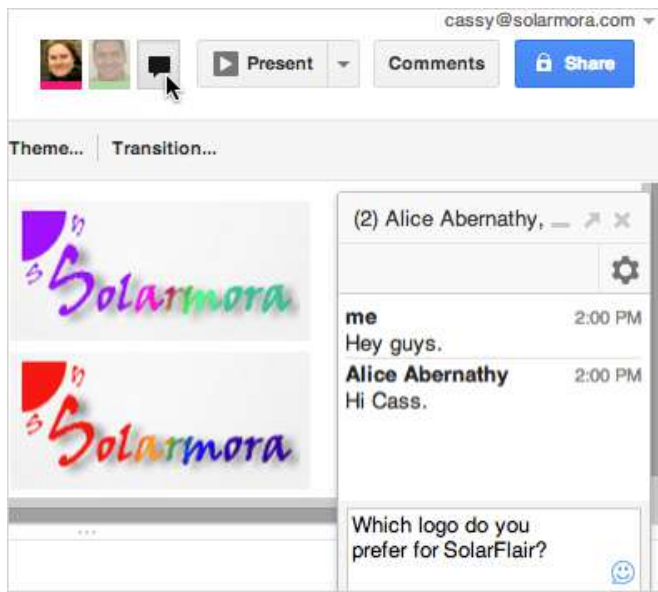 cassy@solarmora.com
Present
Comments
Share
Theme...
Transition...
Solarmora
Solarmora
(2) Alice Abernathy,
me 2:00 PM
Hey guys.
Alice Abernathy 2:00 PM
Hi Cass.
Which logo do you
prefer for SolarFlair?